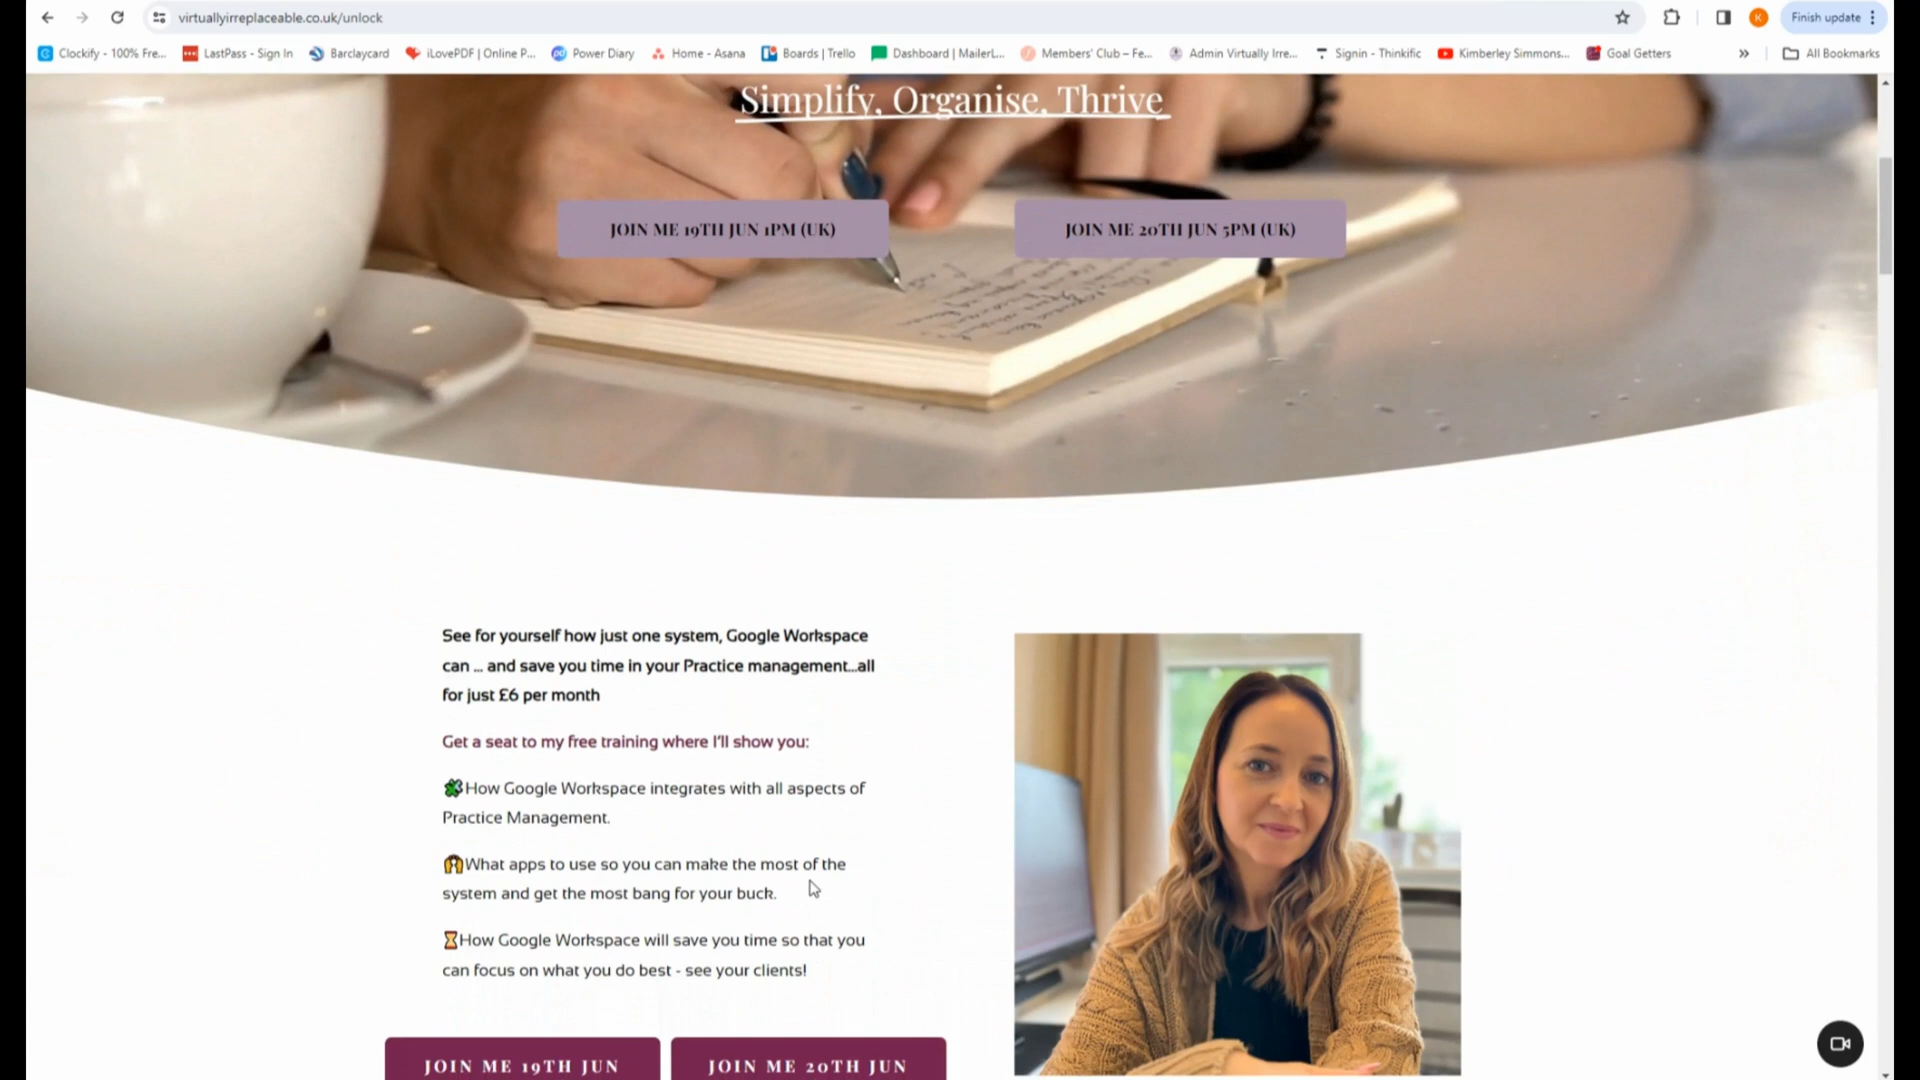 virtuallyirreplaceable.co.uk/unlock
Finish update
Clockify - 100% Fre...
LastPass - Sign In
Barclaycard
iLovePDF | Online P...
Power Diary
Home - Asana
Boards | Trello
Dashboard | MailerL...
Members' Club – Fe...
Admin Virtually Irre...
Signin - Thinkific
Kimberley Simmons...
Goal Getters
»
All Bookmarks
Simplify, Organise, Thrive
JOIN ME 19TH JUN 1PM (UK)
JOIN ME 20TH JUN 5PM (UK)
See for yourself how just one system, Google Workspace
can ... and save you time in your Practice management...all
for just £6 per month
Get a seat to my free training where I'll show you:
How Google Workspace integrates with all aspects of
Practice Management.
What apps to use so you can make the most of the
system and get the most bang for your buck.
How Google Workspace will save you time so that you
can focus on what you do best - see your clients!
JOIN ME 19TH JUN
JOIN ME 20TH JUN